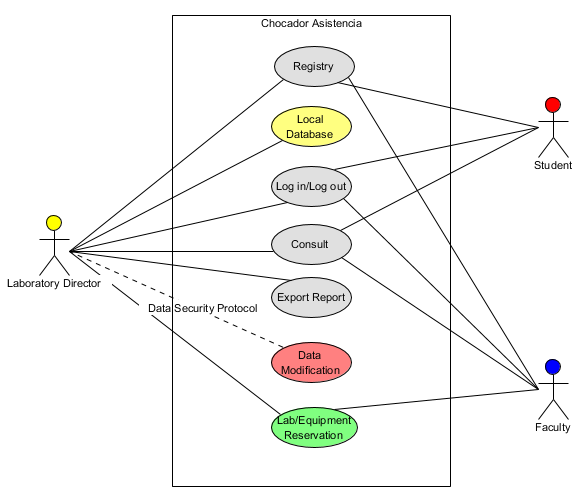 Chocador Asistencia
Registry
Local
Database
Log in/Log out
Student
Consult
Laboratory Director
Export Report
Data Security Protocol
Data
Modification
Lab/Equipment
Reservation
Faculty